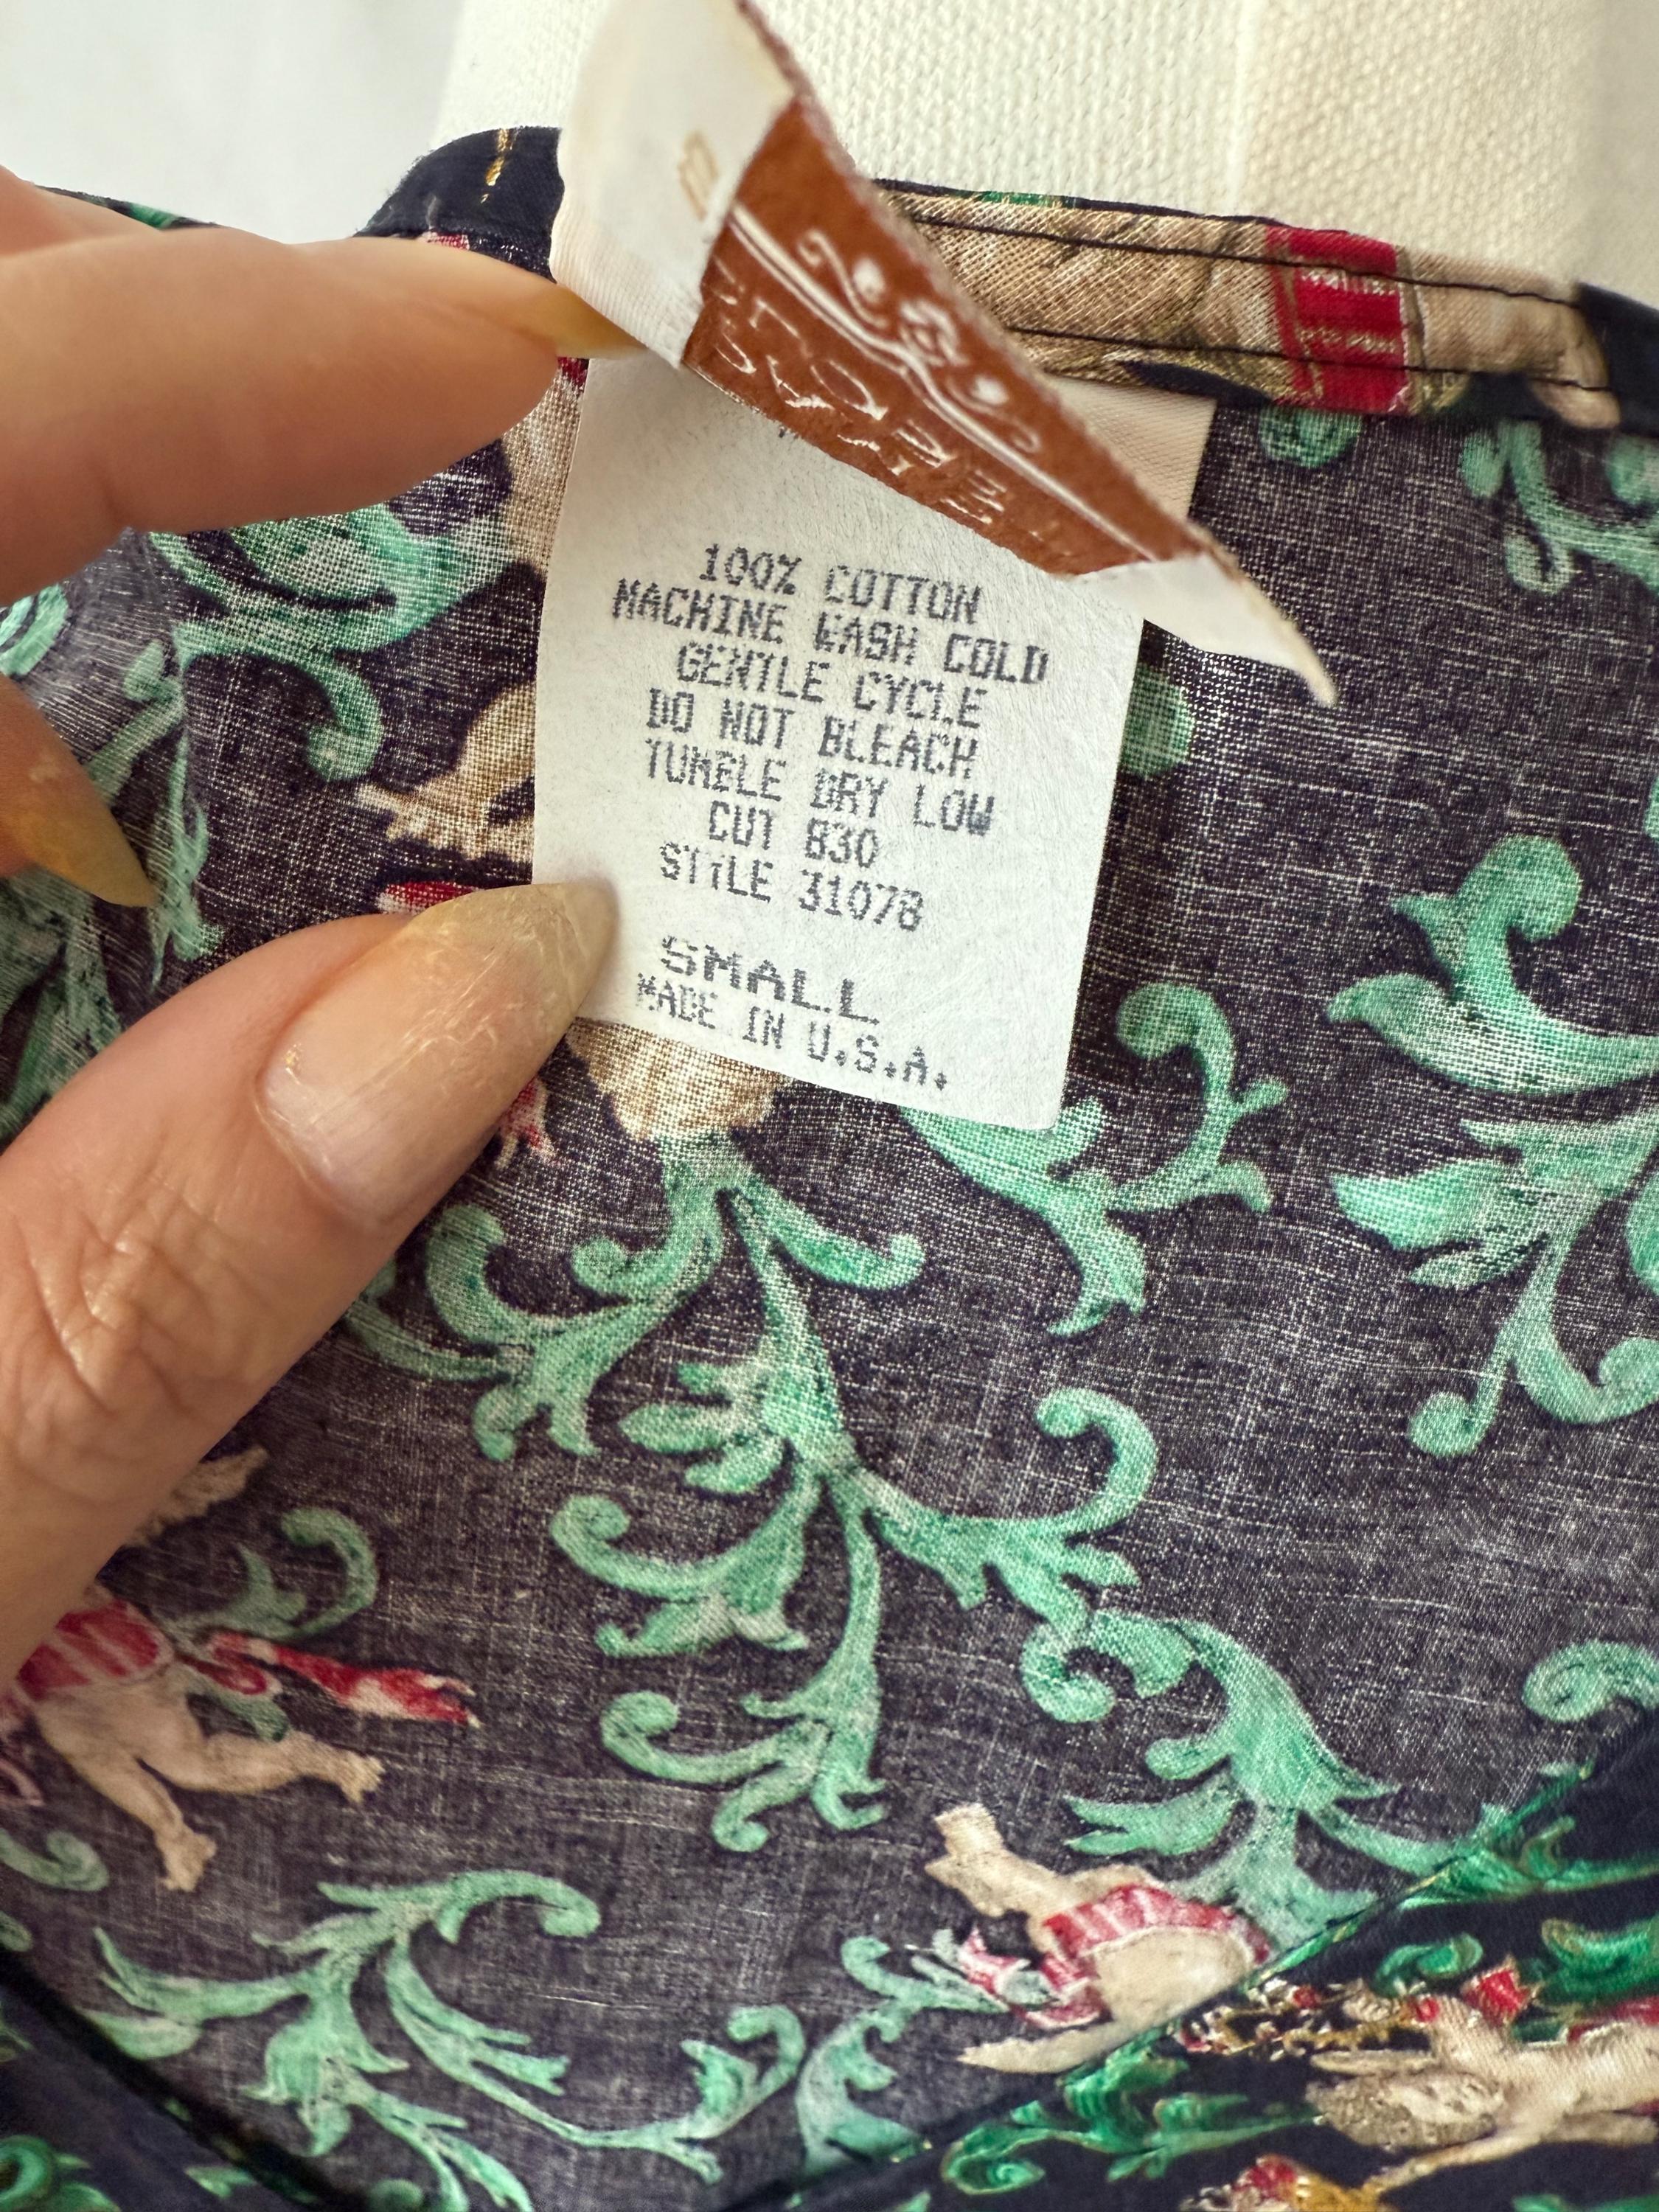 100% COTTON
MACHINE WASH COLD
GENTLE CYCLE
DO NOT BLEACH
TUMBLE DRY LOW
CUT 830
STYLE 31078
SMALL
MADE IN U.S.A.